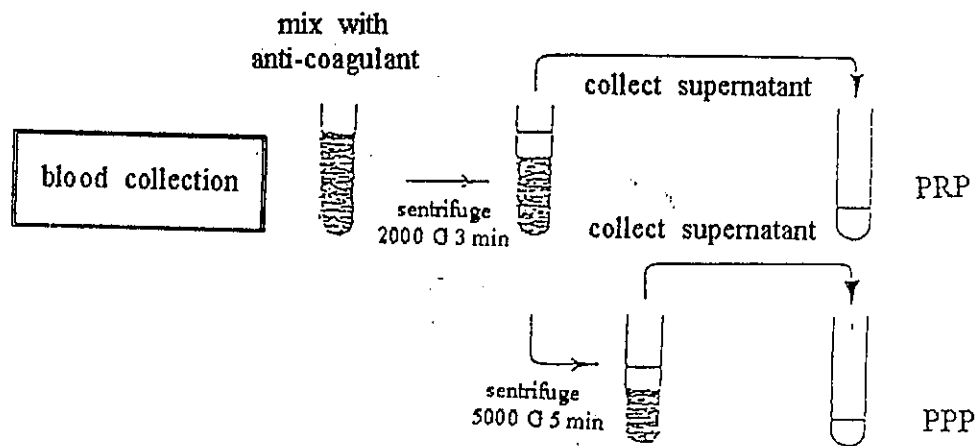 mix with
anti-coagulant
blood collection
sentrifuge
2000 G 3 min
collect supernatant
PRP
collect supernatant
sentrifuge
5000 G 5 min
PPP